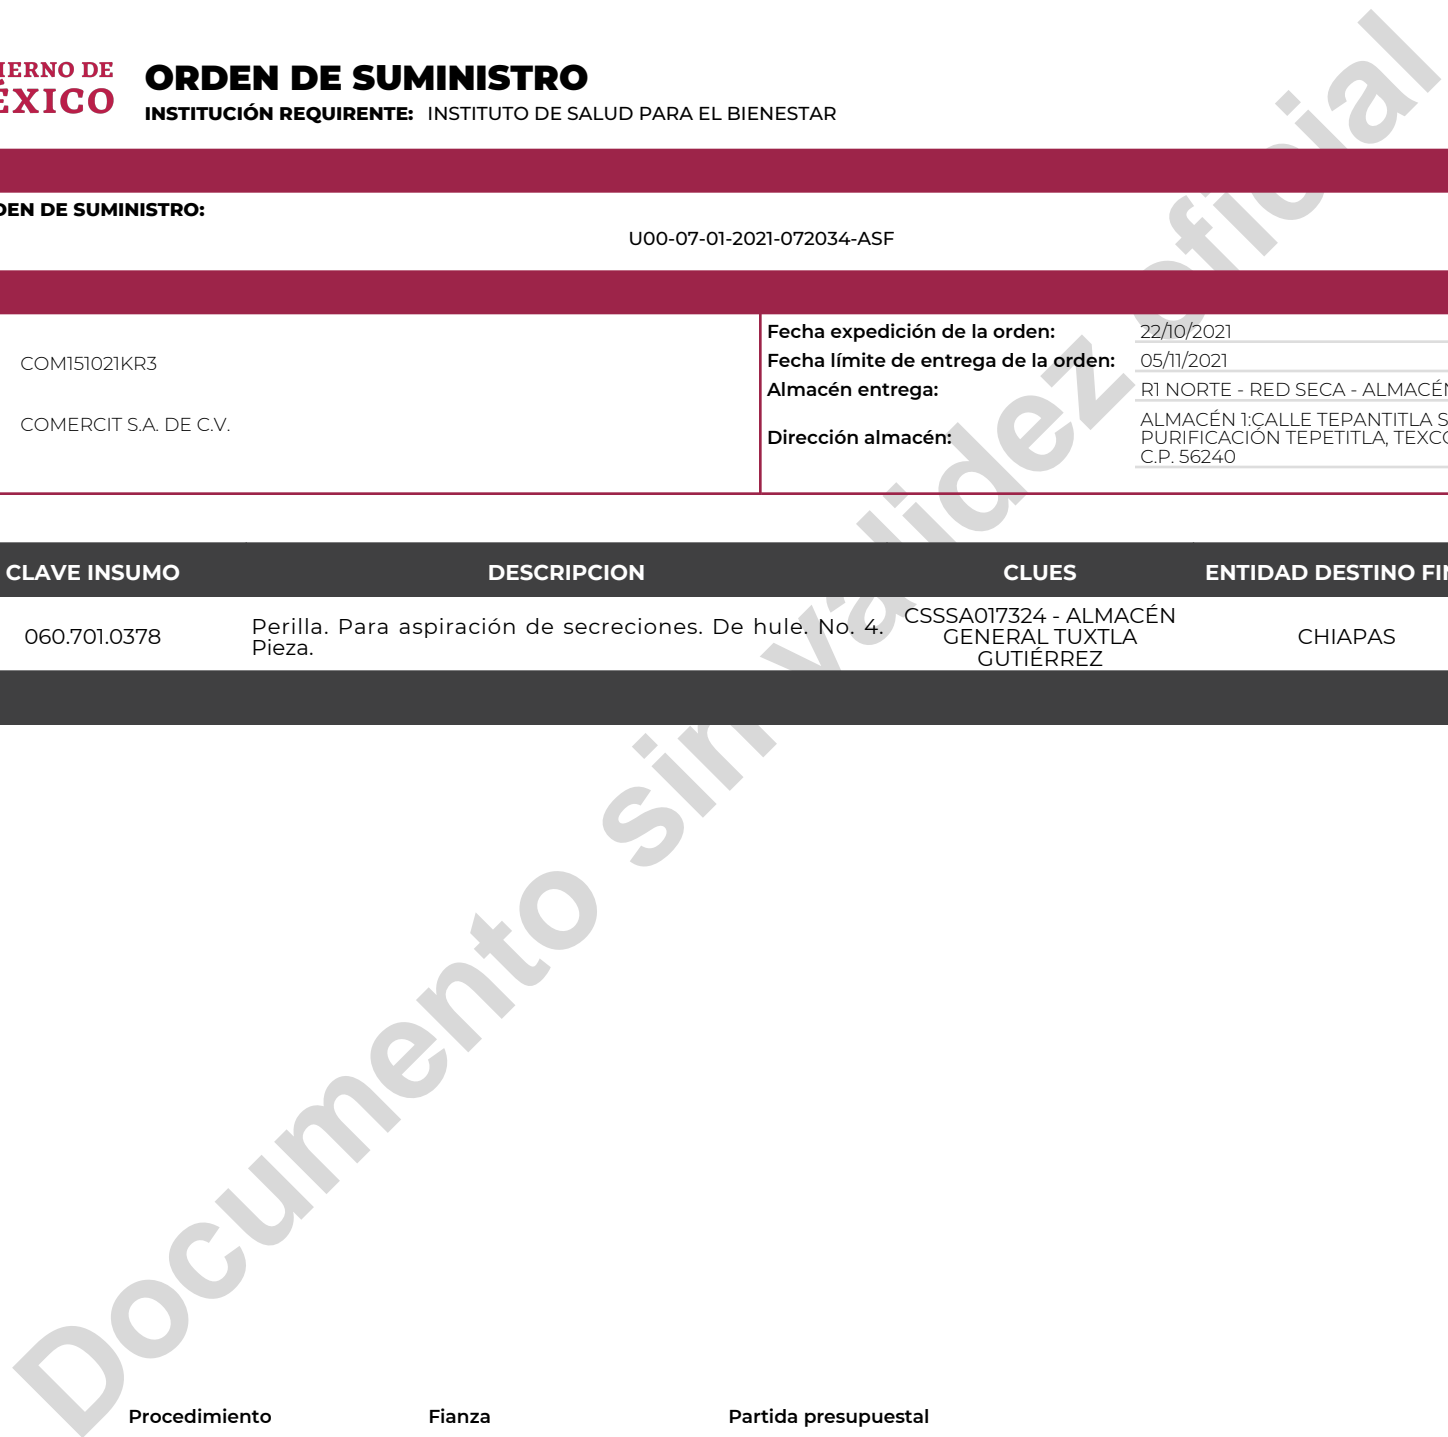 IERNO DE
ÉXICO
ORDEN DE SUMINISTRO
INSTITUCIÓN REQUIRENTE: INSTITUTO DE SALUD PARA EL BIENESTAR
DEN DE SUMINISTRO:
U00-07-01-2021-072034-ASF
COM151021KR3
COMERCIT S.A. DE C.V.
Fecha expedición de la orden: 22/10/2021
Fecha límite de entrega de la orden: 05/11/2021
Almacén entrega: R1 NORTE - RED SECA - ALMACÉN
Dirección almacén: ALMACÉN 1:CALLE TEPANTITLA S
PURIFICACIÓN TEPETITLA, TEXCO
C.P. 56240
CLAVE INSUMO DESCRIPCION CLUES ENTIDAD DESTINO FIN
060.701.0378
Perilla. Para aspiración de secreciones. De hule. No. 4.
Pieza.
CSSSA017324 - ALMACÉN
GENERAL TUXTLA
GUTIÉRREZ
CHIAPAS
Documento sin validez oficial
Procedimiento Fianza Partida presupuestal